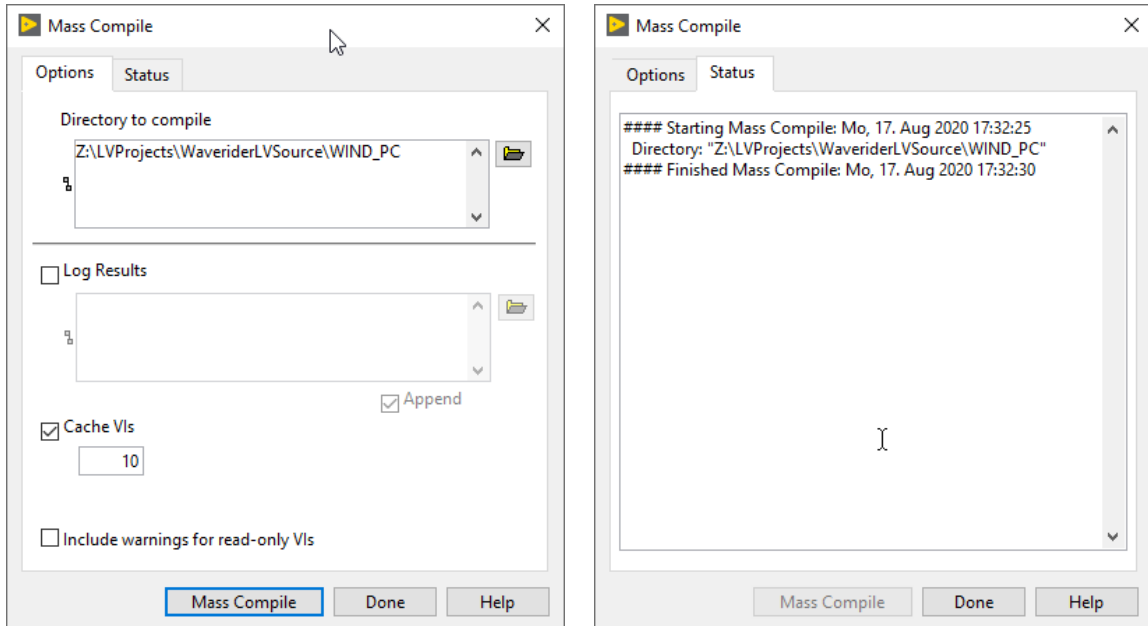 Mass Compile
Options
Status
Directory to compile
Z:\LVProjects\WaveriderLVSource\WIND_PC
Log Results
Append
Cache VIs
10
Include warnings for read-only VIs
Mass Compile
Done
Help
Mass Compile
Options
Status
#### Starting Mass Compile: Mo, 17. Aug 2020 17:32:25
Directory: "Z:\LVProjects\WaveriderLVSource\WIND_PC"
#### Finished Mass Compile: Mo, 17. Aug 2020 17:32:30
Mass Compile
Done
Help